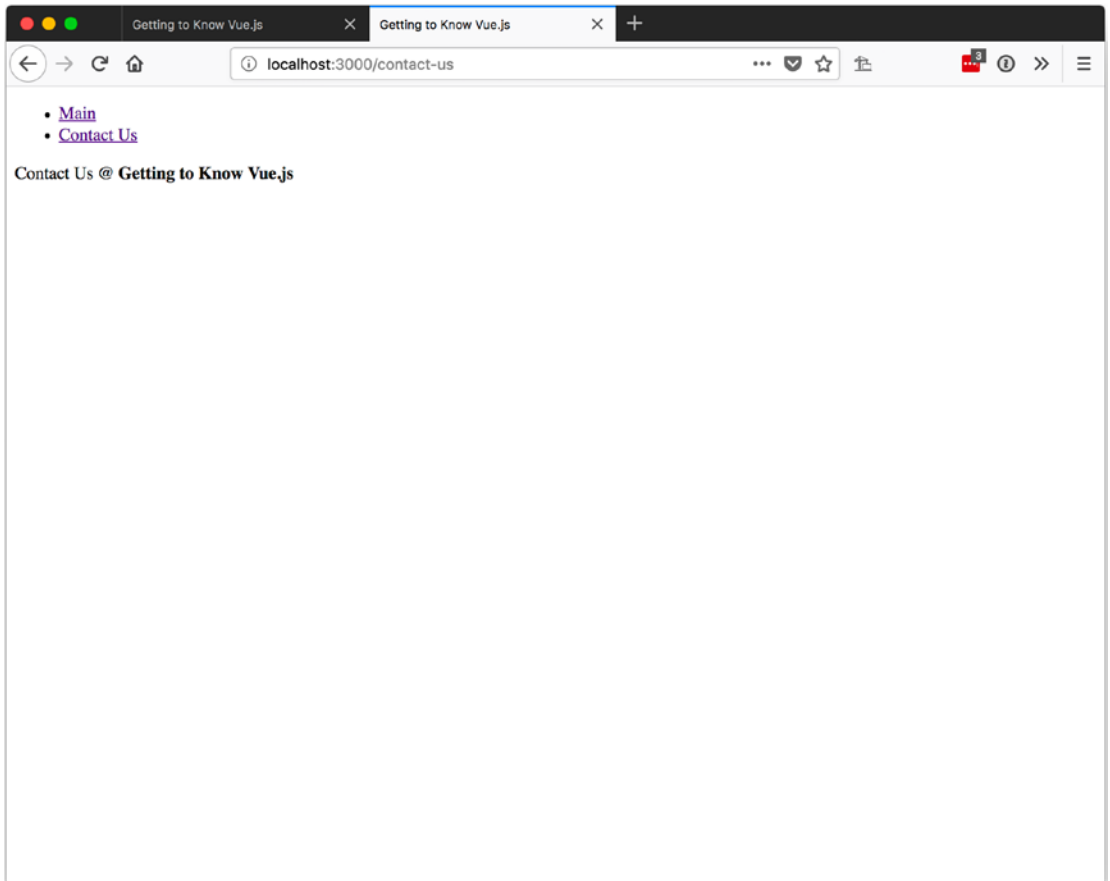 Getting to Know Vue.js
Getting to Know Vue.js
localhost:3000/contact-us
3
Main
Contact Us
Contact Us @ Getting to Know Vue.js